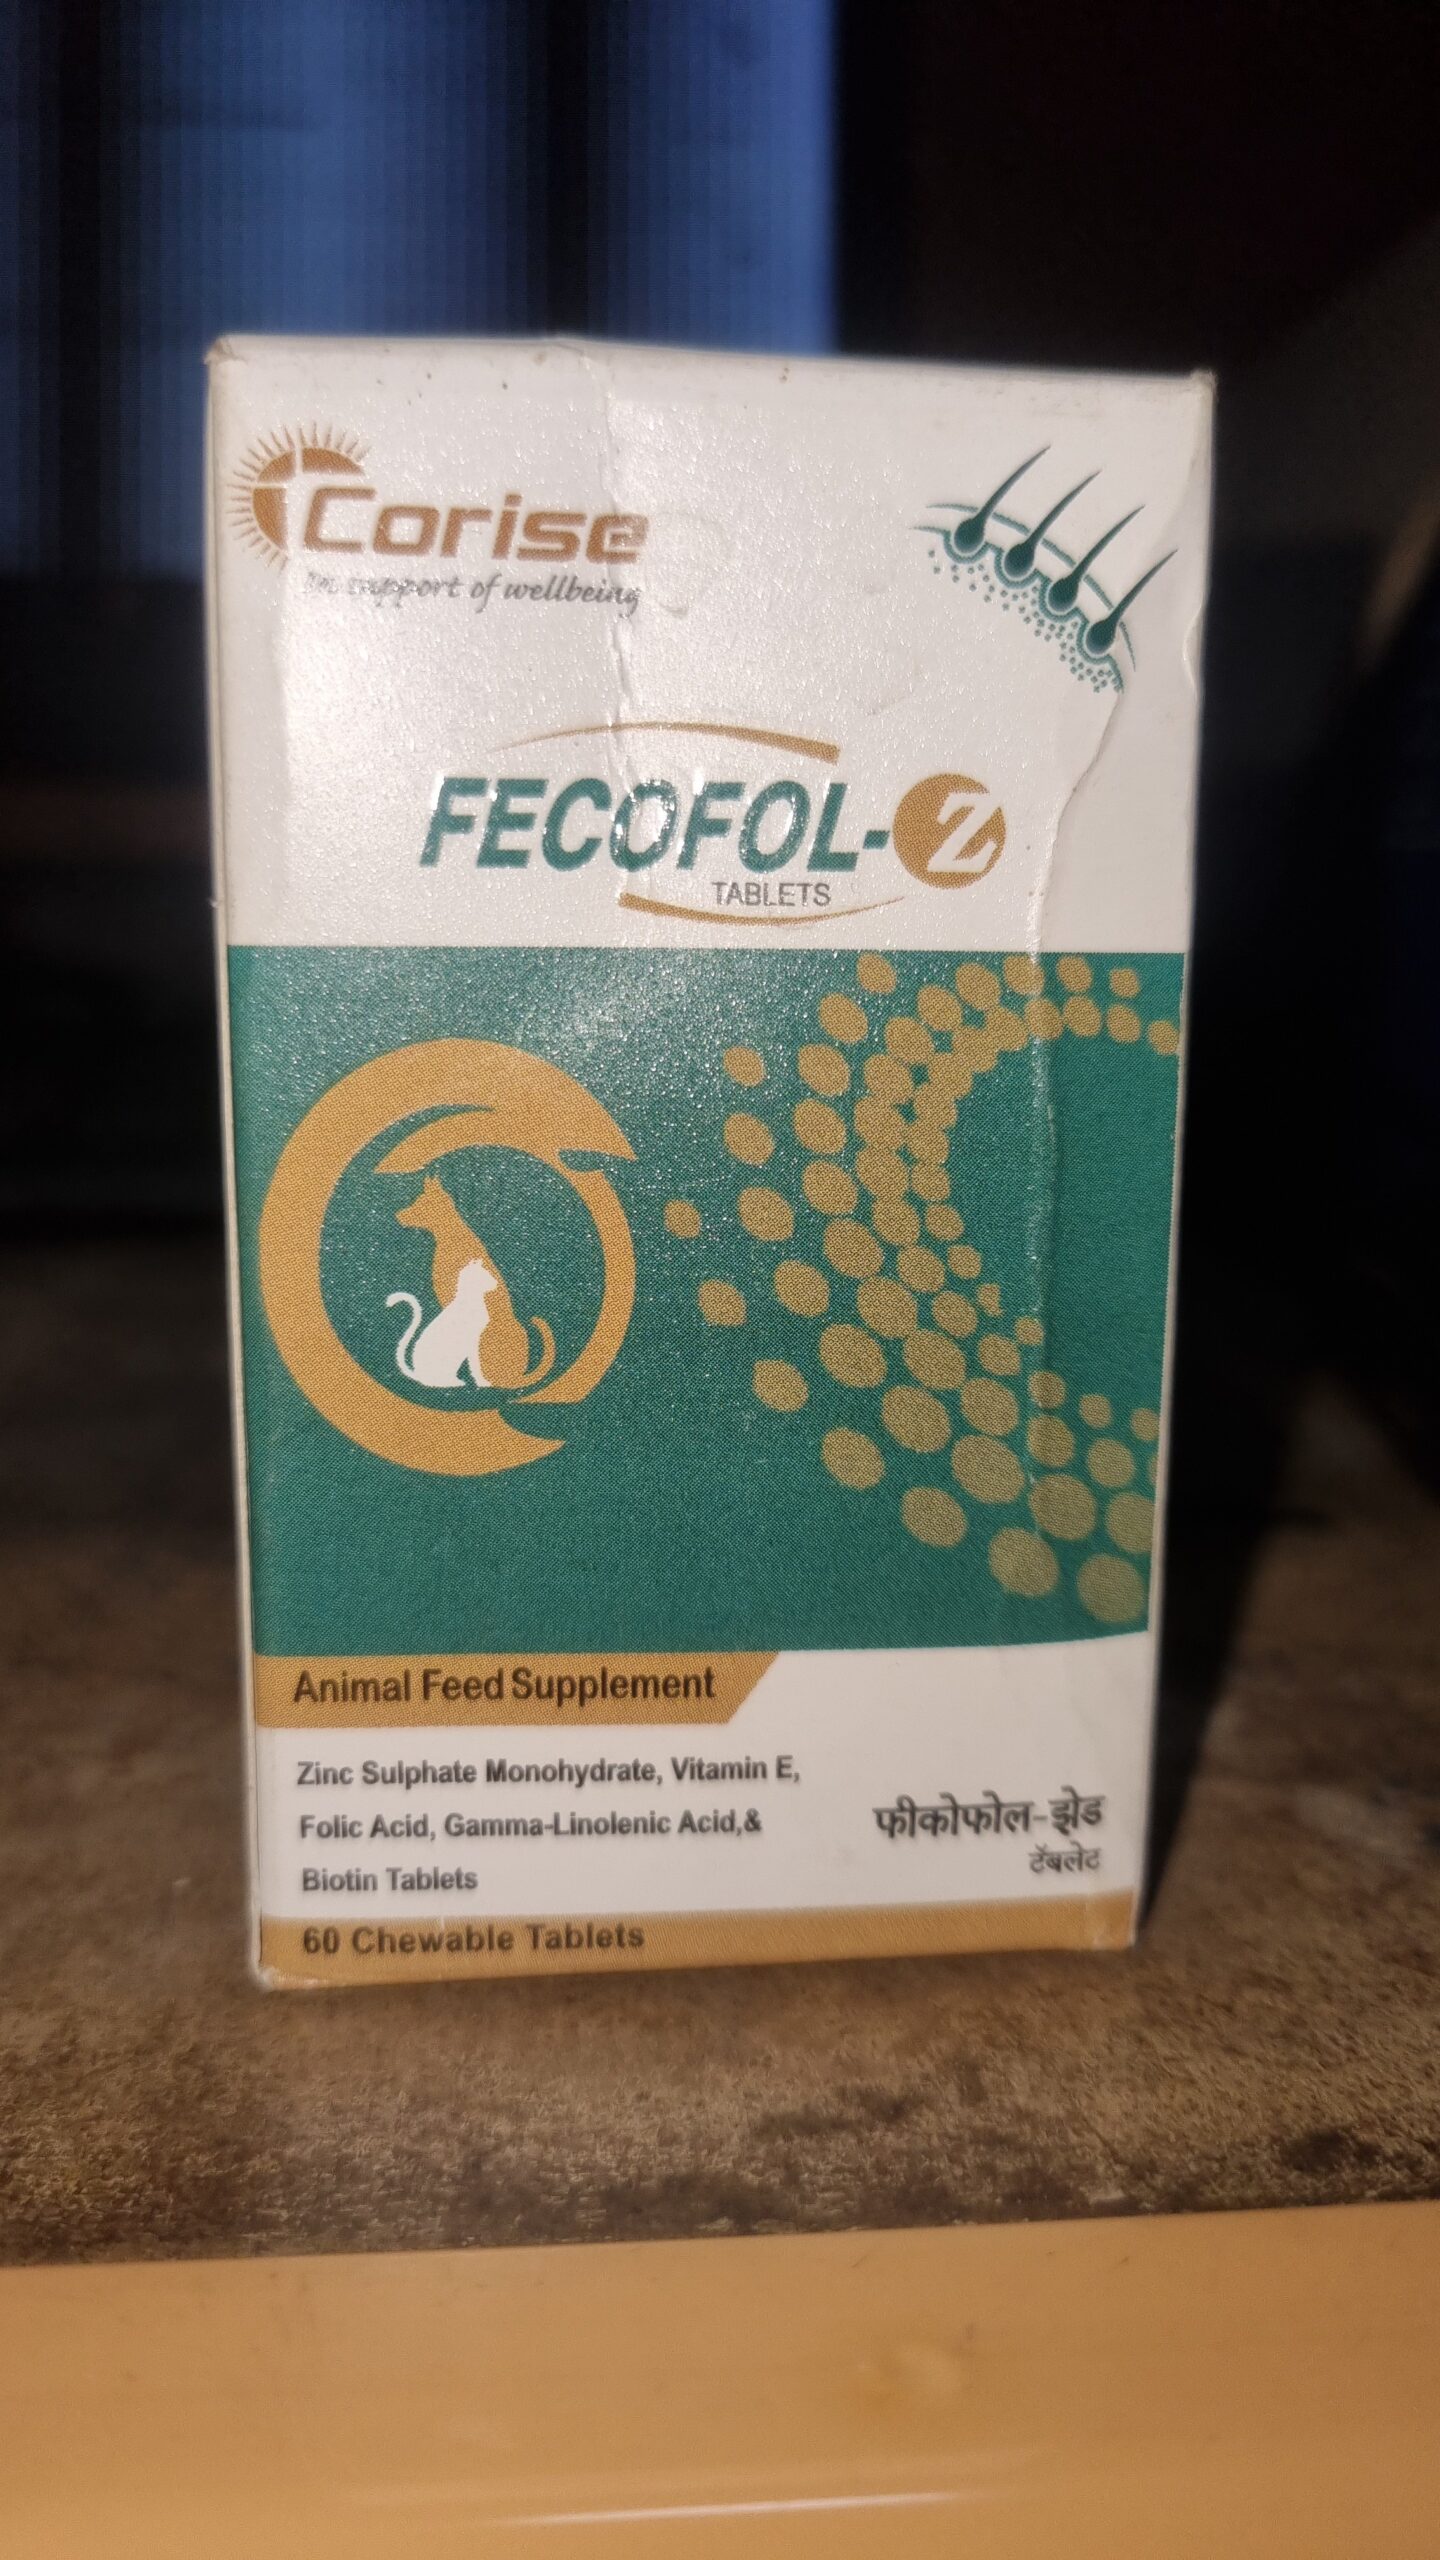 Corise
In support of wellbeing
FECOFOL-Z
TABLETS
Animal Feed Supplement
Zinc Sulphate Monohydrate, Vitamin E,
Folic Acid, Gamma-Linolenic Acid,&
Biotin Tablets
फीकोफोल-झेड
टॅबलेट
60 Chewable Tablets